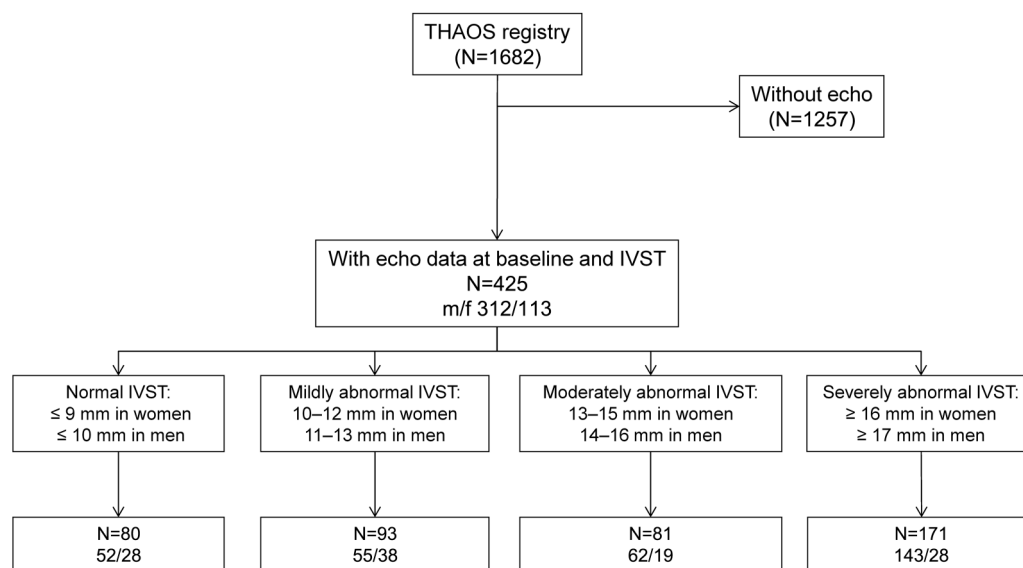 THAOS registry
(N=1682)
Without echo
(N=1257)
With echo data at baseline and IVST
N=425
m/f 312/113
Normal IVST:
≤ 9 mm in women
≤ 10 mm in men
Mildly abnormal IVST:
10–12 mm in women
11–13 mm in men
Moderately abnormal IVST:
13–15 mm in women
14–16 mm in men
Severely abnormal IVST:
≥ 16 mm in women
≥ 17 mm in men
N=80
52/28
N=93
55/38
N=81
62/19
N=171
143/28